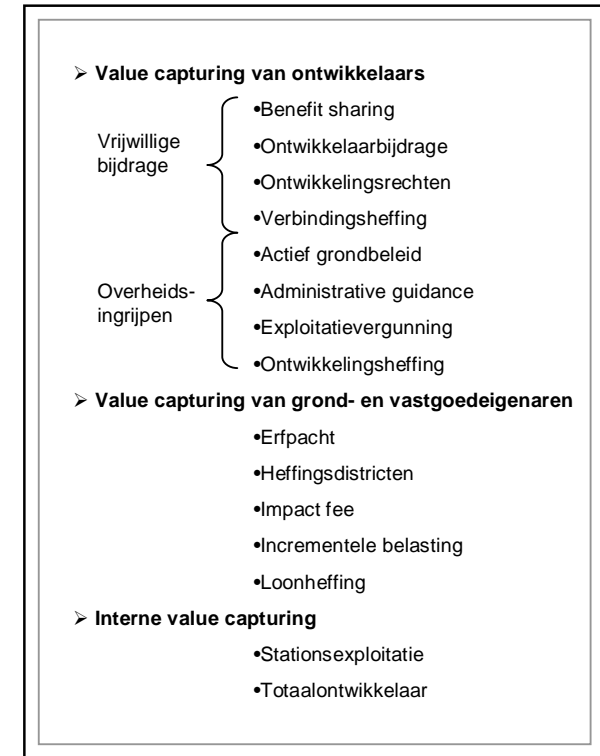 ➢ Value capturing van ontwikkelaars
•Benefit sharing
Vrijwillige
bijdrage
•Ontwikkelaarbijdrage
•Ontwikkelingsrechten
•Verbindingsheffing
•Actief grondbeleid
Overheids-
ingrijpen
•Administrative guidance
•Exploitatievergunning
•Ontwikkelingsheffing
➢ Value capturing van grond- en vastgoedeigenaren
•Erfpacht
•Heffingsdistricten
•Impact fee
•Incrementele belasting
•Loonheffing
➢ Interne value capturing
•Stationsexploitatie
•Totaalontwikkelaar